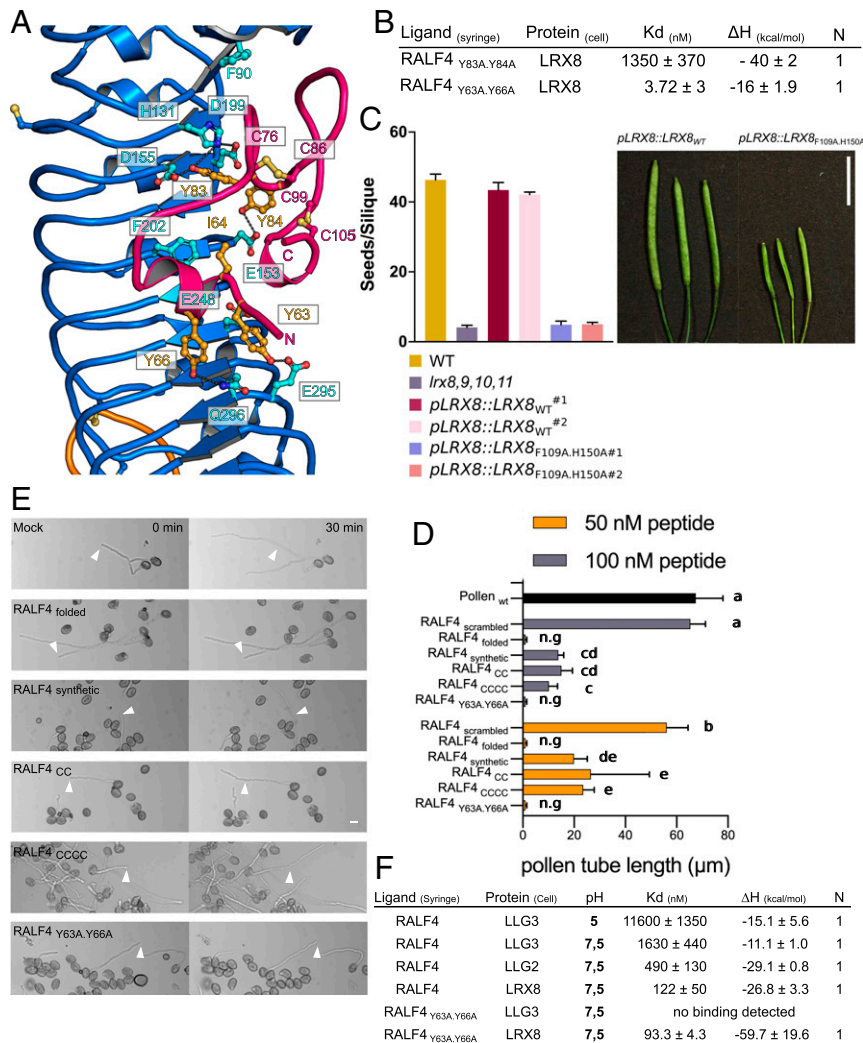 A
F90
H131
D199
C76
C86
D155
Y83
C99
F202
I64
Y84
C105
C
E153
E248
Y63
N
Y66
E295
Q296
B
Ligand (syringe) Protein (cell) Kd (nM) ΔH (kcal/mol) N
RALF4 Y83A.Y84A LRX8 1350 ± 370 - 40 ± 2 1
RALF4 Y63A.Y66A LRX8 3.72 ± 3 -16 ± 1.9 1
C
Seeds/Silique
60
40
20
0
pLRX8::LRX8WT
pLRX8::LRX8F109A.H150A
WT
lrx8,9,10,11
pLRX8::LRX8WT#1
pLRX8::LRX8WT#2
pLRX8::LRX8F109A.H150A#1
pLRX8::LRX8F109A.H150A#2
E
Mock 0 min 30 min
RALF4 folded
RALF4 synthetic
RALF4 CC
RALF4 CCCC
RALF4 Y63A.Y66A
D
50 nM peptide
100 nM peptide
Pollen wt a
RALF4 scrambled a
RALF4 folded n.g
RALF4 synthetic cd
RALF4 CC cd
RALF4 CCCC c
RALF4 Y63A.Y66A n.g
RALF4 scrambled b
RALF4 folded n.g
RALF4 synthetic de
RALF4 CC e
RALF4 CCCC e
RALF4 Y63A.Y66A n.g
0 20 40 60 80
pollen tube length (µm)
F
Ligand (Syringe) Protein (Cell) pH Kd (nM) ΔH (kcal/mol) N
RALF4 LLG3 5 11600 ± 1350 -15.1 ± 5.6 1
RALF4 LLG3 7,5 1630 ± 440 -11.1 ± 1.0 1
RALF4 LLG2 7,5 490 ± 130 -29.1 ± 0.8 1
RALF4 LRX8 7,5 122 ± 50 -26.8 ± 3.3 1
RALF4 Y63A.Y66A LLG3 7,5 no binding detected
RALF4 Y63A.Y66A LRX8 7,5 93.3 ± 4.3 -59.7 ± 19.6 1